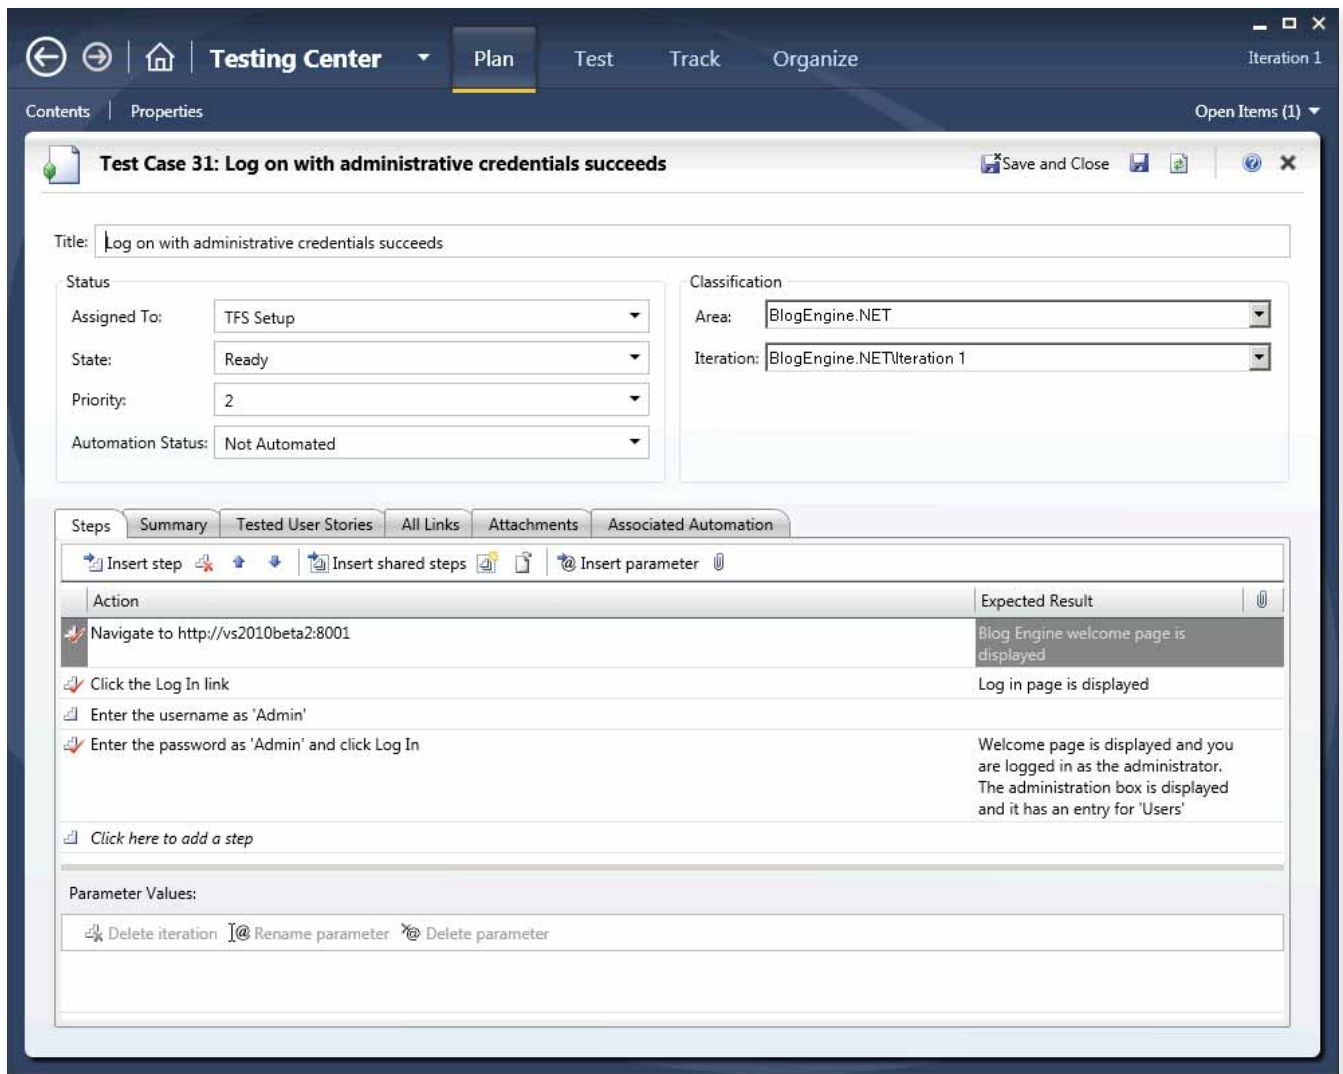 Testing Center Plan Test Track Organize Iteration 1
Contents Properties Open Items (1)
Test Case 31: Log on with administrative credentials succeeds Save and Close
Title: Log on with administrative credentials succeeds
Status Classification
Assigned To: TFS Setup Area: BlogEngine.NET
State: Ready Iteration: BlogEngine.NET\Iteration 1
Priority: 2
Automation Status: Not Automated
Steps Summary Tested User Stories All Links Attachments Associated Automation
Insert step Insert shared steps Insert parameter
Action Expected Result
Navigate to http://vs2010beta2:8001 Blog Engine welcome page is
displayed
Click the Log In link Log in page is displayed
Enter the username as 'Admin'
Enter the password as 'Admin' and click Log In Welcome page is displayed and you
are logged in as the administrator.
The administration box is displayed
and it has an entry for 'Users'
Click here to add a step
Parameter Values:
Delete iteration Rename parameter Delete parameter